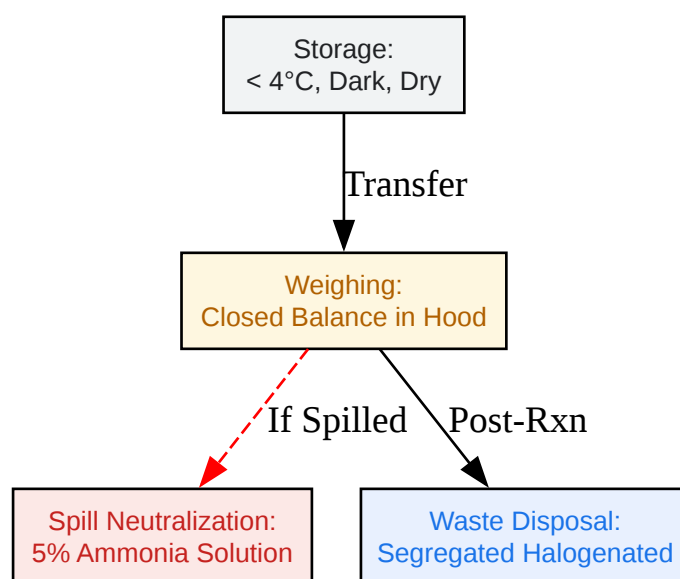 Storage:
< 4°C, Dark, Dry
Transfer
Weighing:
Closed Balance in Hood
If Spilled
Post-Rxn
Spill Neutralization:
5% Ammonia Solution
Waste Disposal:
Segregated Halogenated